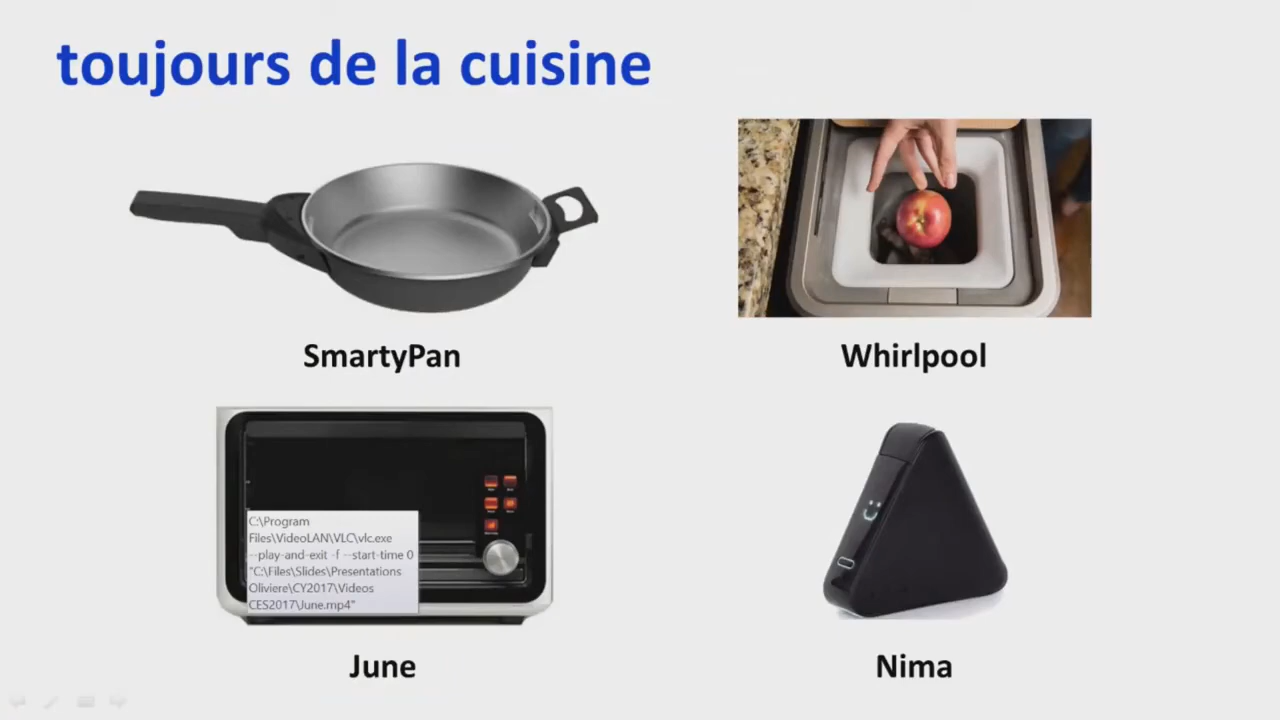 toujours de la cuisine
SmartyPan
Whirlpool
C:\Program
Files\VideoLAN\VLC\vlc.exe
--play-and-exit -f --start-time 0
"C:\Files\Slides\Presentations
Oliviere\CY2017\Videos
CES2017\June.mp4"
June
Nima